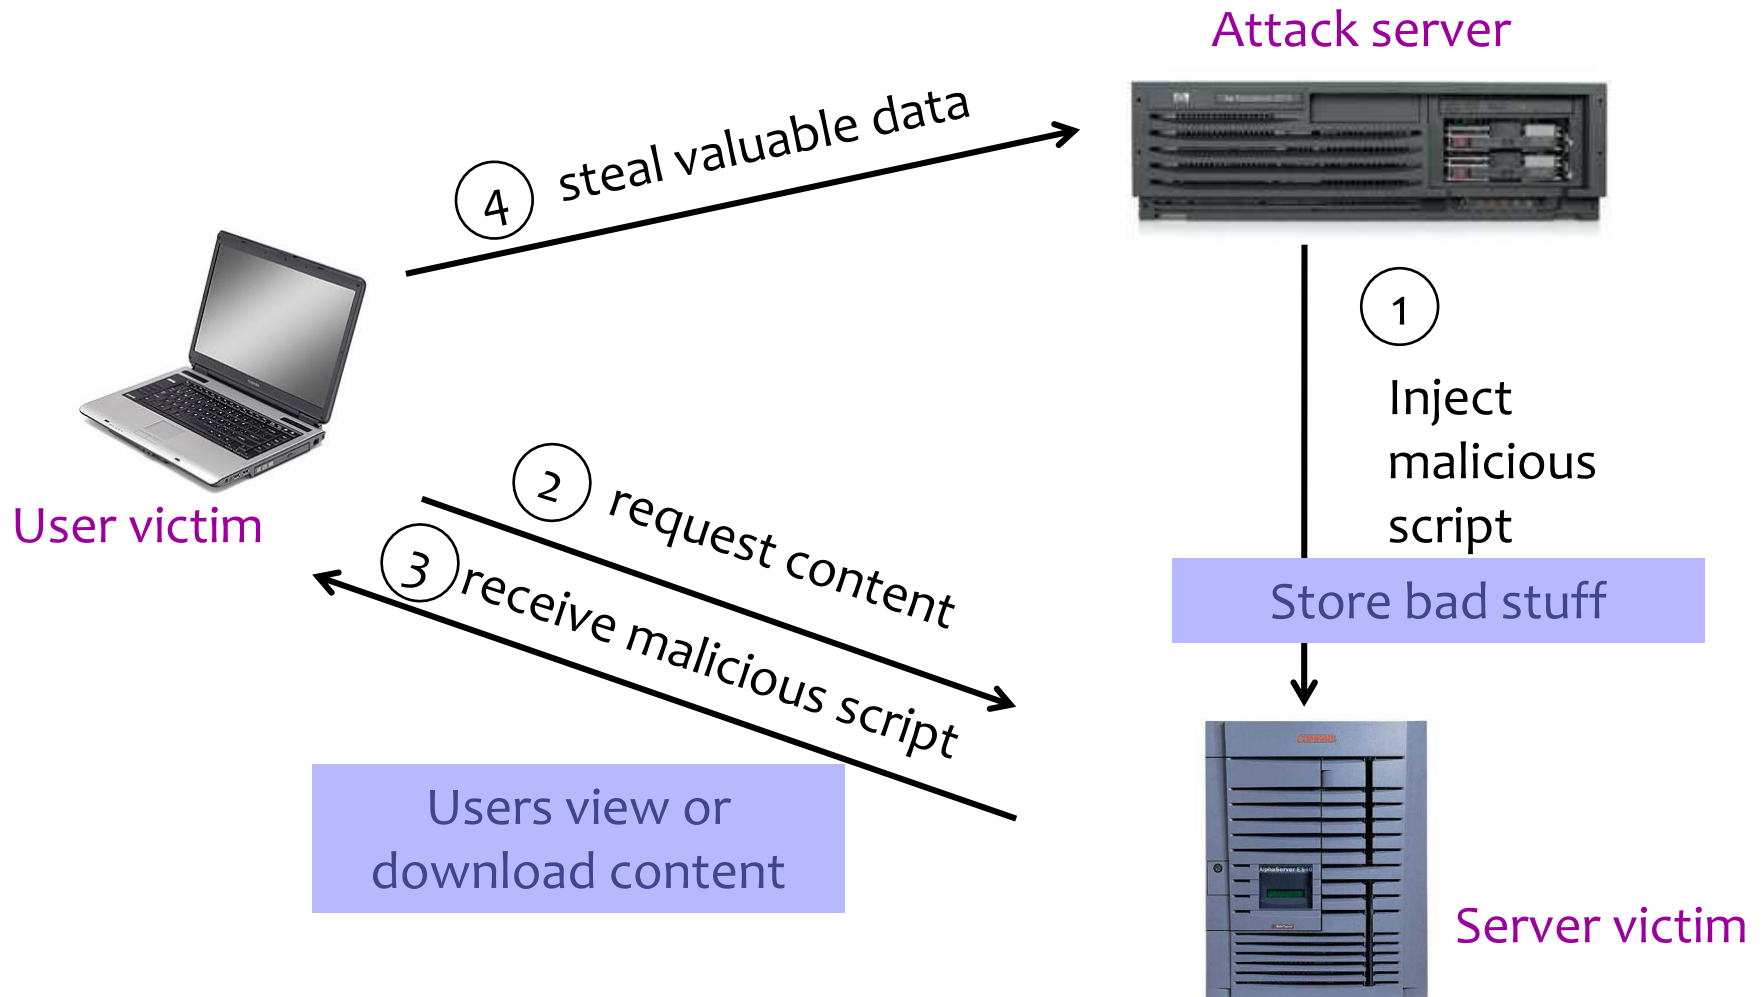 Attack server
4 steal valuable data
1
Inject
malicious
script
Store bad stuff
User victim
2 request content
3 receive malicious script
Users view or
download content
Server victim